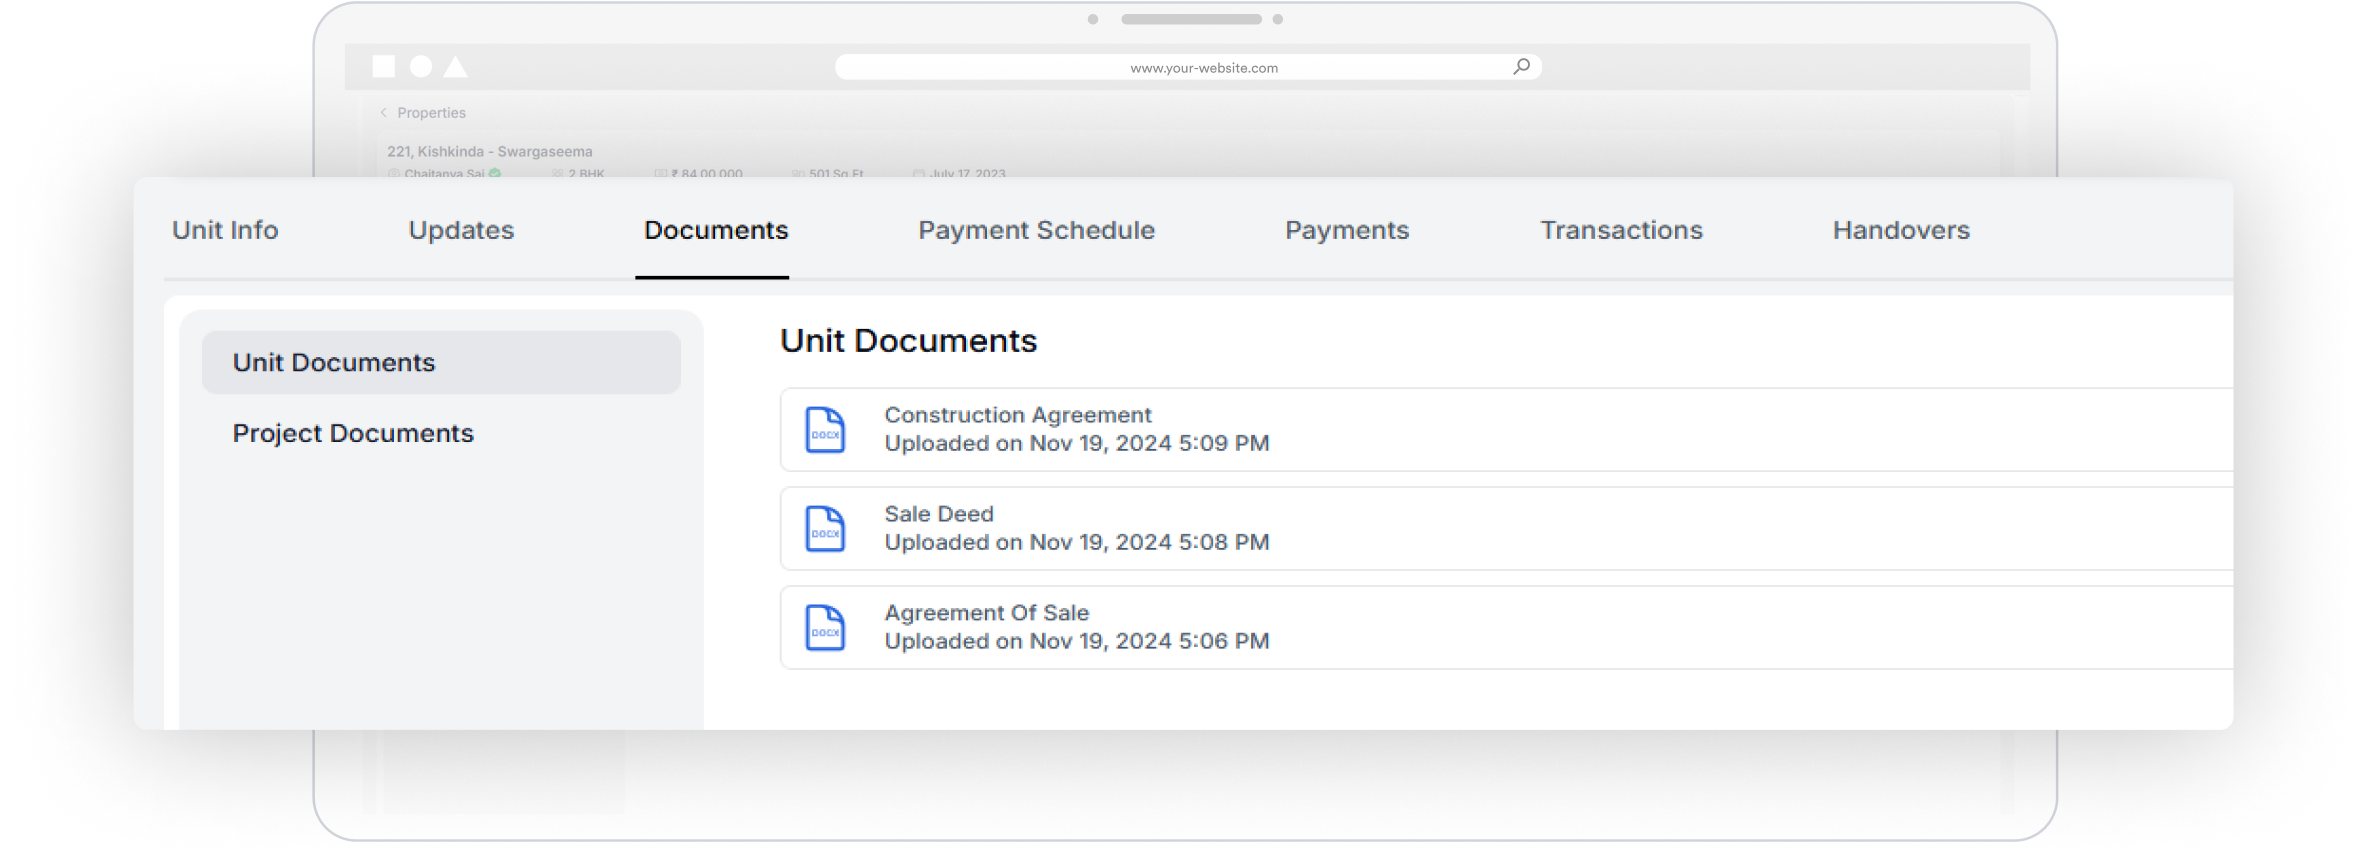 www.your-website.com
Properties
221, Kishkinda - Swargaseema
Chaitanya Sai 2 BHK ₹ 84,00,000 501 Sq.Ft. July 17, 2023
Unit Info Updates Documents Payment Schedule Payments Transactions Handovers
Unit Documents
Project Documents
Unit Documents
DOCX
Construction Agreement
Uploaded on Nov 19, 2024 5:09 PM
DOCX
Sale Deed
Uploaded on Nov 19, 2024 5:08 PM
DOCX
Agreement Of Sale
Uploaded on Nov 19, 2024 5:06 PM